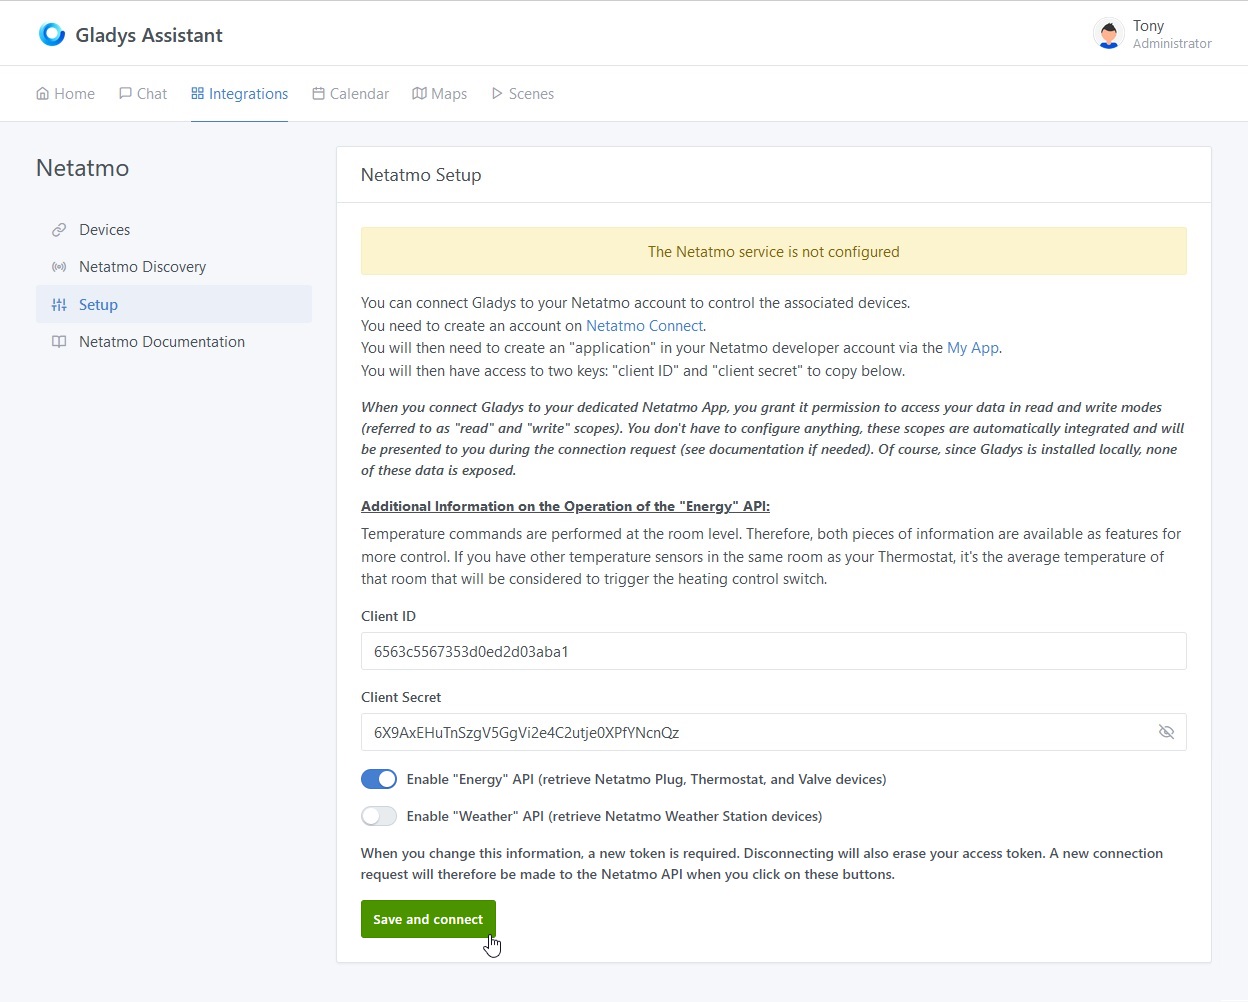 Gladys Assistant
Tony
Administrator
Home
Chat
Integrations
Calendar
Maps
Scenes
Netatmo
Devices
Netatmo Discovery
Setup
Netatmo Documentation
Netatmo Setup
The Netatmo service is not configured
You can connect Gladys to your Netatmo account to control the associated devices.
You need to create an account on Netatmo Connect.
You will then need to create an "application" in your Netatmo developer account via the My App.
You will then have access to two keys: "client ID" and "client secret" to copy below.
When you connect Gladys to your dedicated Netatmo App, you grant it permission to access your data in read and write modes
(referred to as "read" and "write" scopes). You don't have to configure anything, these scopes are automatically integrated and will
be presented to you during the connection request (see documentation if needed). Of course, since Gladys is installed locally, none
of these data is exposed.
Additional Information on the Operation of the "Energy" API:
Temperature commands are performed at the room level. Therefore, both pieces of information are available as features for
more control. If you have other temperature sensors in the same room as your Thermostat, it's the average temperature of
that room that will be considered to trigger the heating control switch.
Client ID
6563c5567353d0ed2d03aba1
Client Secret
6X9AxEHuTnSzgV5GgVi2e4C2utje0XPfYNcnQz
Enable "Energy" API (retrieve Netatmo Plug, Thermostat, and Valve devices)
Enable "Weather" API (retrieve Netatmo Weather Station devices)
When you change this information, a new token is required. Disconnecting will also erase your access token. A new connection
request will therefore be made to the Netatmo API when you click on these buttons.
Save and connect